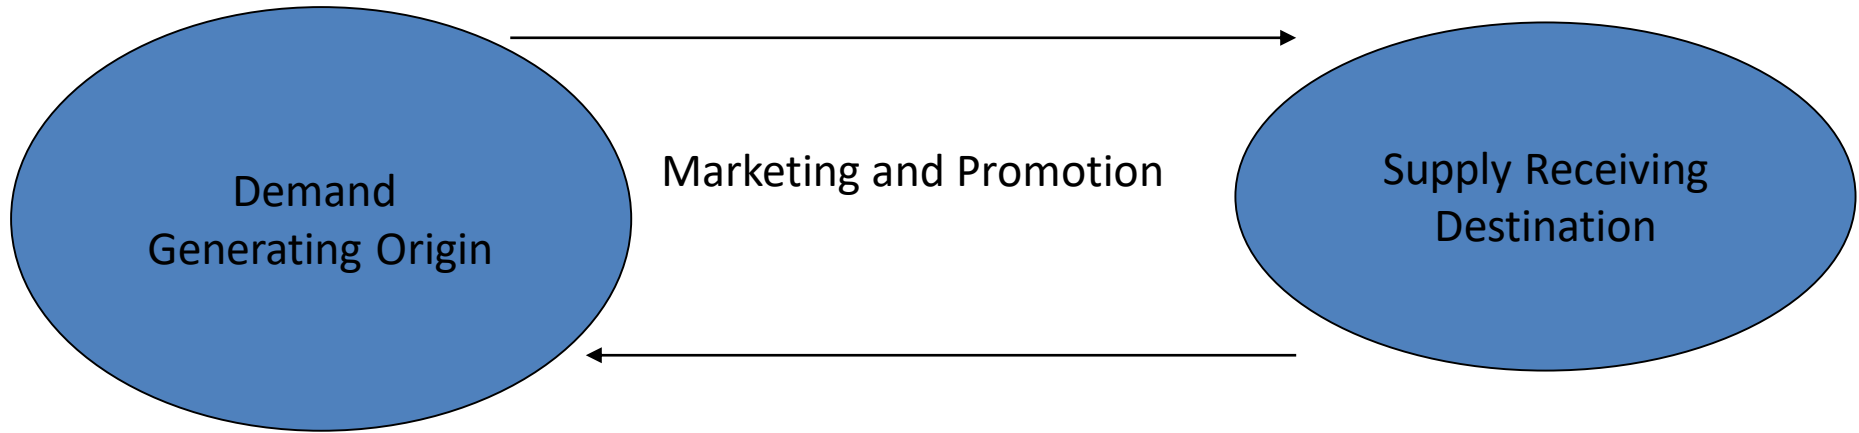 Demand
Generating Origin
Marketing and Promotion
Supply Receiving
Destination